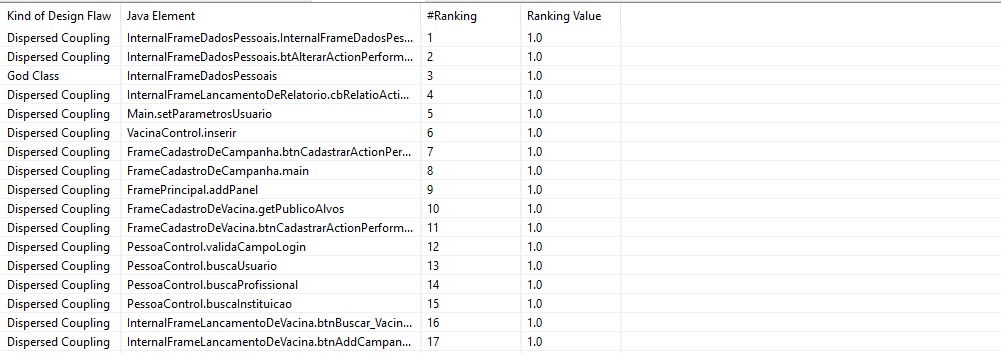 Kind of Design Flaw Java Element #Ranking Ranking Value
Dispersed Coupling InternalFrameDadosPessoais.InternalFrameDadosPes... 1 1.0
Dispersed Coupling InternalFrameDadosPessoais.btAlterarActionPerform... 2 1.0
God Class InternalFrameDadosPessoais 3 1.0
Dispersed Coupling InternalFrameLancamentoDeRelatorio.cbRelatioActi... 4 1.0
Dispersed Coupling Main.setParametrosUsuario 5 1.0
Dispersed Coupling VacinaControl.inserir 6 1.0
Dispersed Coupling FrameCadastroDeCampanha.btnCadastrarActionPer... 7 1.0
Dispersed Coupling FrameCadastroDeCampanha.main 8 1.0
Dispersed Coupling FramePrincipal.addPanel 9 1.0
Dispersed Coupling FrameCadastroDeVacina.getPublicoAlvos 10 1.0
Dispersed Coupling FrameCadastroDeVacina.btnCadastrarActionPerform... 11 1.0
Dispersed Coupling PessoaControl.validaCampoLogin 12 1.0
Dispersed Coupling PessoaControl.buscaUsuario 13 1.0
Dispersed Coupling PessoaControl.buscaProfissional 14 1.0
Dispersed Coupling PessoaControl.buscaInstituicao 15 1.0
Dispersed Coupling InternalFrameLancamentoDeVacina.btnBuscar_Vacin... 16 1.0
Dispersed Coupling InternalFrameLancamentoDeVacina.btnAddCampan... 17 1.0